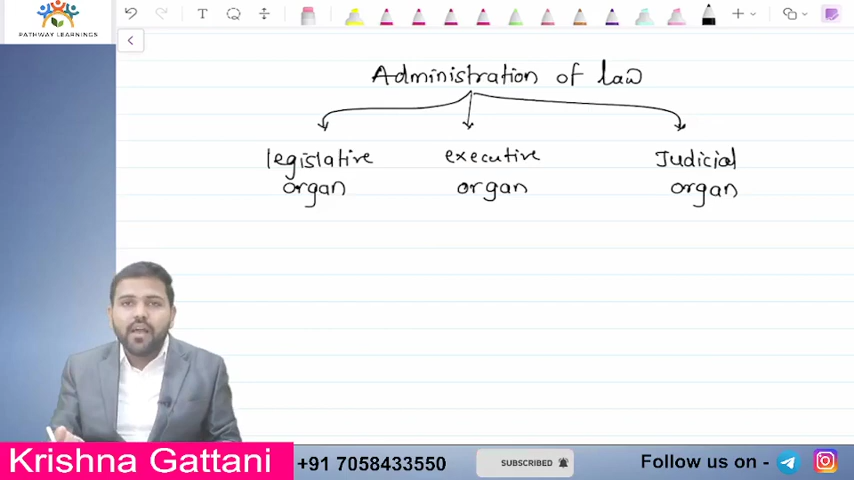 PATHWAY LEARNINGS
T
Administration of law
legislative executive Judicial
organ organ organ
Krishna Gattani +91 7058433550 SUBSCRIBED Follow us on -